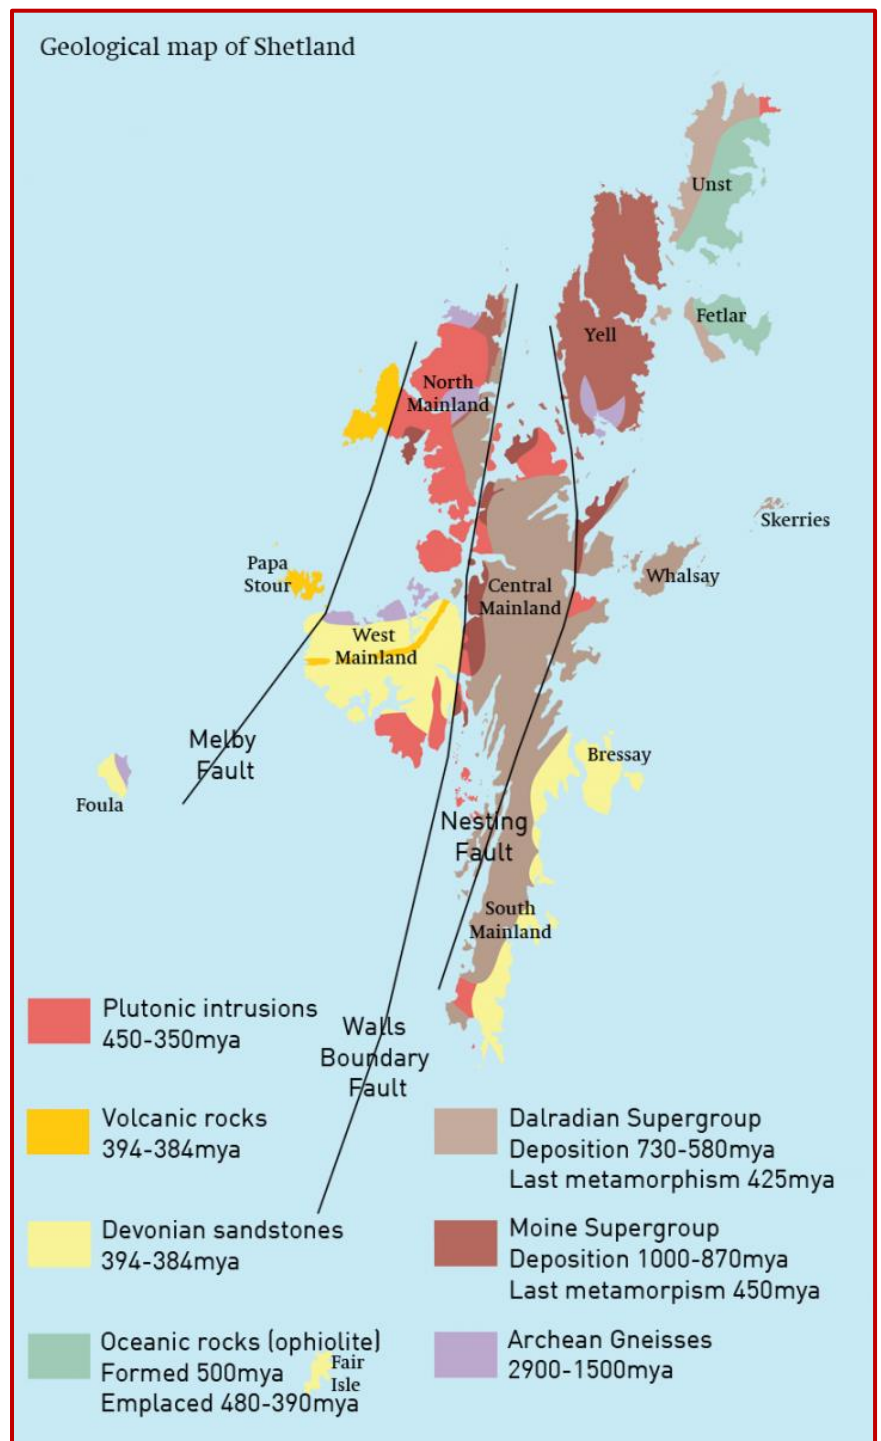 Geological map of Shetland
Unst
Fetlar
Yell
North
Mainland
Skerries
Papa
Stour
Whalsay
Central
Mainland
West
Mainland
Melby
Fault
Bressay
Foula
Nesting
Fault
South
Mainland
Plutonic intrusions
450-350mya
Walls
Boundary
Fault
Volcanic rocks
394-384mya
Dalradian Supergroup
Deposition 730-580mya
Last metamorphism 425mya
Devonian sandstones
394-384mya
Moine Supergroup
Deposition 1000-870mya
Last metamorpism 450mya
Oceanic rocks (ophiolite)
Formed 500mya
Emplaced 480-390mya
Fair
Isle
Archean Gneisses
2900-1500mya